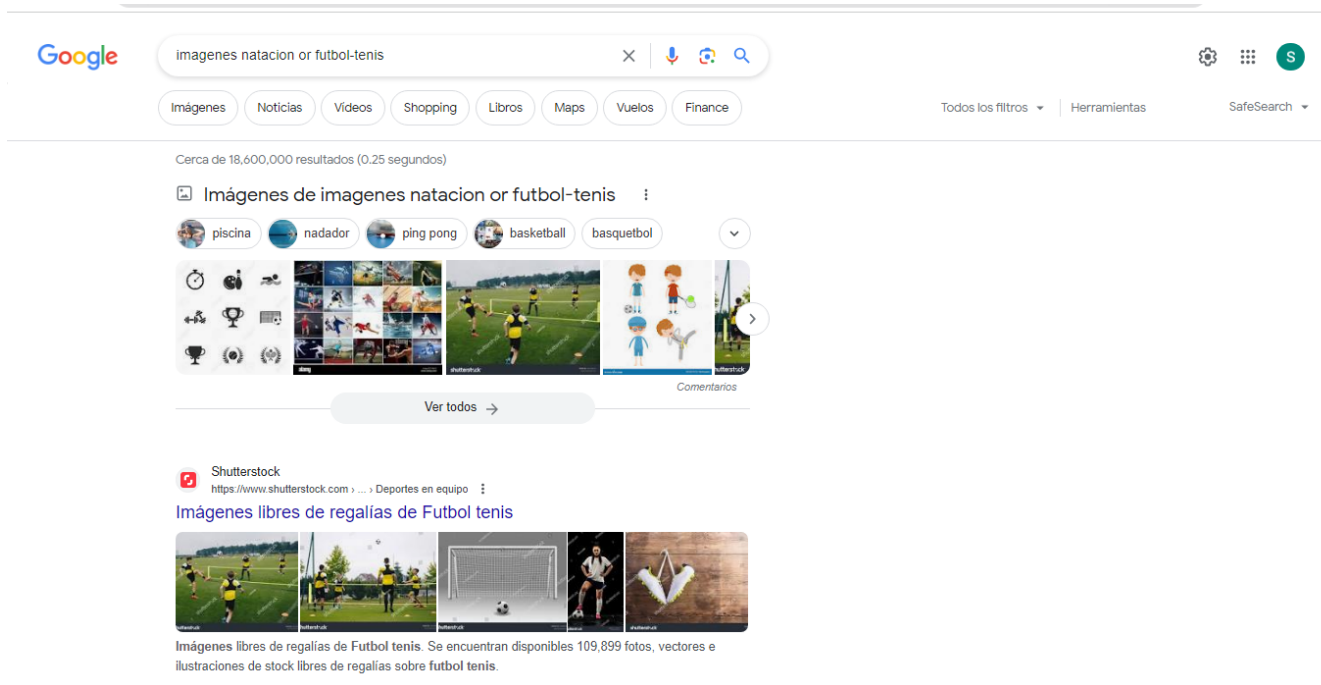 Google
imagenes natacion or futbol-tenis
S
Imágenes
Noticias
Vídeos
Shopping
Libros
Maps
Vuelos
Finance
Todos los filtros
Herramientas
SafeSearch
Cerca de 18,600,000 resultados (0.25 segundos)
Imágenes de imagenes natacion or futbol-tenis
piscina
nadador
ping pong
basketball
basquetbol
alamy
shutterstock
Comentarios
Ver todos →
Shutterstock
https://www.shutterstock.com › ... › Deportes en equipo
Imágenes libres de regalías de Futbol tenis
shutterstock
Imágenes libres de regalías de Futbol tenis. Se encuentran disponibles 109,899 fotos, vectores e
ilustraciones de stock libres de regalías sobre futbol tenis.